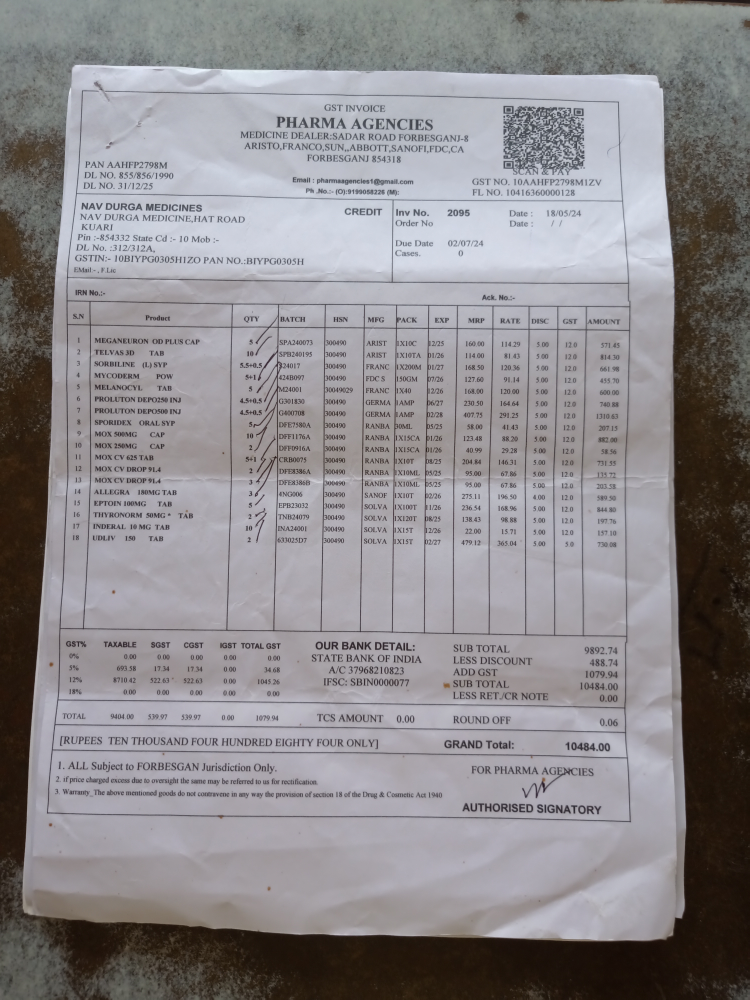 GST INVOICE
PHARMA AGENCIES
MEDICINE DEALER:SADAR ROAD FORBESGANJ-8
ARISTO,FRANCO,SUN,,ABBOTT,SANOFI,FDC,CA
FORBESGANJ 854318
PAN AAHFP2798M
DL NO. 855/856/1990
DL NO. 31/12/25
Email : pharmaagencies1@gmail.com
Ph .No.:- (O):9199058226 (M):
SCAN & PAY
GST NO. 10AAHFP2798M1ZV
FL NO. 10416360000128
NAV DURGA MEDICINES CREDIT
NAV DURGA MEDICINE,HAT ROAD
KUARI
Pin :-854332 State Cd :- 10 Mob :-
DL No. :312/312A,
GSTIN:- 10BIYPG0305H1ZO PAN NO.:BIYPG0305H
EMail -- , F.Lic
Inv No. 2095 Date : 18/05/24
Order No Date : / /
Due Date 02/07/24
Cases. 0
IRN No.:- Ack. No.:-
S.N Product QTY BATCH HSN MFG PACK EXP MRP RATE DISC GST AMOUNT
1 MEGANEURON OD PLUS CAP 5 SPA240073 300490 ARIST 1X10C 12/25 160.00 114.29 5.00 12.0 571.45
2 TELVAS 3D TAB 10 SPB240195 300490 ARIST 1X10TA 01/26 114.00 81.43 5.00 12.0 814.30
3 SORBILINE (L) SYP 5.5+0.5 324017 300490 FRANC 1X200M 01/27 168.50 120.36 5.00 12.0 661.98
4 MYCODERM POW 5+1 424B097 300490 FDC S 150GM 07/26 127.60 91.14 5.00 12.0 455.70
5 MELANOCYL TAB 5 M24001 30049029 FRANC 1X40 12/26 168.00 120.00 5.00 12.0 600.00
6 PROLUTON DEPO250 INJ 4.5+0.5 G301830 300490 GERMA 1AMP 06/27 230.50 164.64 5.00 12.0 740.88
7 PROLUTON DEPO500 INJ 4.5+0.5 G400708 300490 GERMA 1AMP 02/28 407.75 291.25 5.00 12.0 1310.63
8 SPORIDEX ORAL SYP 5 DFE7580A 300490 RANBA 30ML 05/25 58.00 41.43 5.00 12.0 207.15
9 MOX 500MG CAP 10 DFF1176A 300490 RANBA 1X15CA 01/26 123.48 88.20 5.00 12.0 882.00
10 MOX 250MG CAP 2 DFF0916A 300490 RANBA 1X15CA 01/26 40.99 29.28 5.00 12.0 58.56
11 MOX CV 625 TAB 5+1 CRB0075 300490 RANBA 1X10T 08/25 204.84 146.31 5.00 12.0 731.55
12 MOX CV DROP 91.4 2 DFE8386A 300490 RANBA 1X10ML 05/25 95.00 67.86 5.00 12.0 135.72
13 MOX CV DROP 91.4 3 DFE8386B 300490 RANBA 1X10ML 05/25 95.00 67.86 5.00 12.0 203.58
14 ALLEGRA 180MG TAB 3 4NG006 300490 SANOF 1X10T 02/26 275.11 196.50 4.00 12.0 589.50
15 EPTOIN 100MG TAB 5 EPB23032 300490 SOLVA 1X100T 11/26 236.54 168.96 5.00 12.0 844.80
16 THYRONORM 50MG * TAB 2 TNB24079 300490 SOLVA 1X120T 08/25 138.43 98.88 5.00 12.0 197.76
17 INDERAL 10 MG TAB 10 INA24001 300490 SOLVA 1X15T 12/26 22.00 15.71 5.00 12.0 157.10
18 UDLIV 150 TAB 2 633025D7 300490 SOLVA 1X15T 02/27 479.12 365.04 5.00 5.0 730.08
GST% TAXABLE SGST CGST IGST TOTAL GST
0% 0.00 0.00 0.00 0.00 0.00
5% 693.58 17.34 17.34 0.00 34.68
12% 8710.42 522.63 522.63 0.00 1045.26
18% 0.00 0.00 0.00 0.00 0.00
TOTAL 9404.00 539.97 539.97 0.00 1079.94
OUR BANK DETAIL:
STATE BANK OF INDIA
A/C 37968210823
IFSC: SBIN0000077
TCS AMOUNT 0.00
SUB TOTAL 9892.74
LESS DISCOUNT 488.74
ADD GST 1079.94
SUB TOTAL 10484.00
LESS RET./CR NOTE 0.00
ROUND OFF 0.06
[RUPEES TEN THOUSAND FOUR HUNDRED EIGHTY FOUR ONLY] GRAND Total: 10484.00
1. ALL Subject to FORBESGAN Jurisdiction Only.
2. if price charged excess due to oversight the same may be referred to us for rectification.
3. Warranty_The above mentioned goods do not contravene in any way the provision of section 18 of the Drug & Cosmetic Act 1940
FOR PHARMA AGENCIES
AUTHORISED SIGNATORY